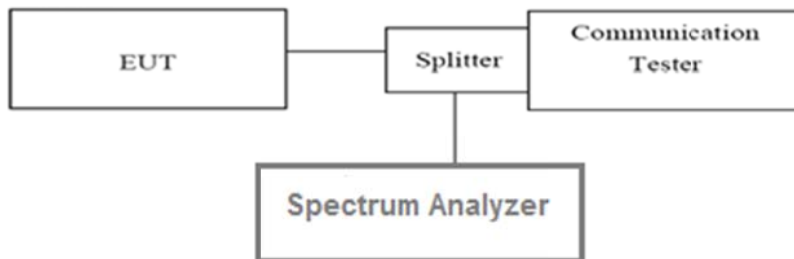 EUT
Splitter
Communication
Tester
Spectrum Analyzer